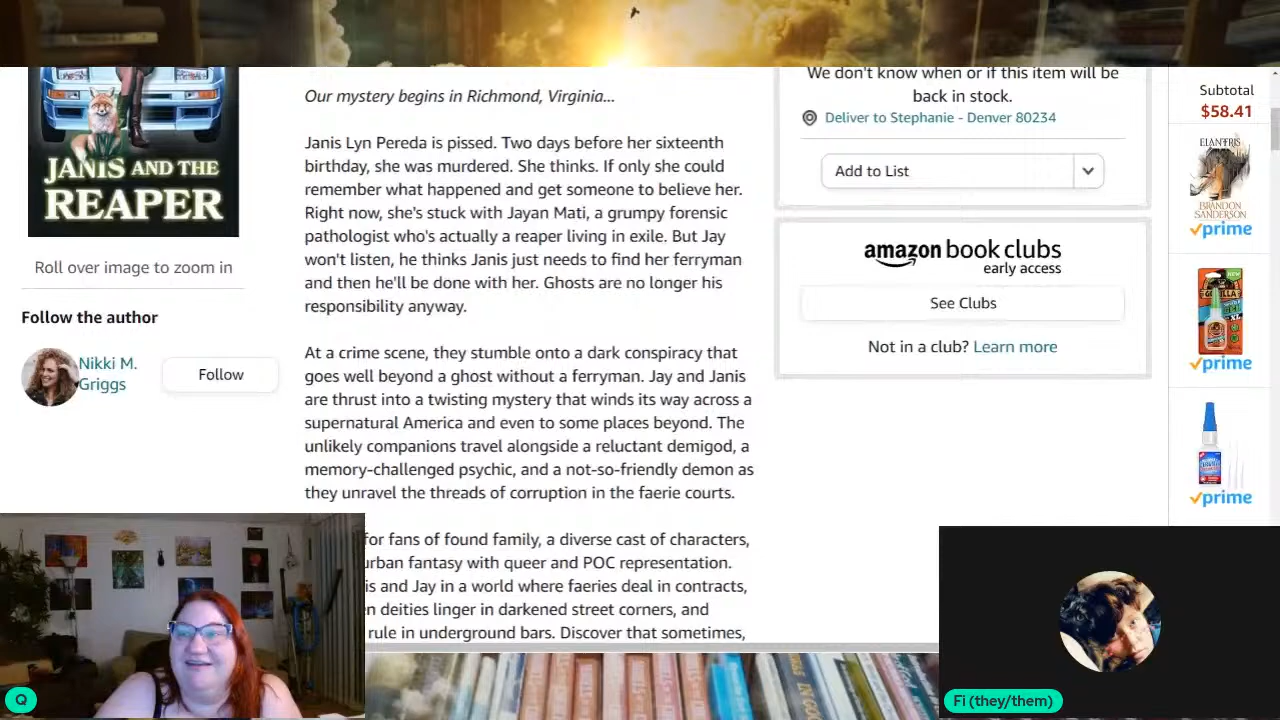 JANIS AND THE
REAPER
Roll over image to zoom in
Follow the author
Nikki M.
Griggs
Follow
Our mystery begins in Richmond, Virginia...
Janis Lyn Pereda is pissed. Two days before her sixteenth
birthday, she was murdered. She thinks. If only she could
remember what happened and get someone to believe her.
Right now, she's stuck with Jayan Mati, a grumpy forensic
pathologist who's actually a reaper living in exile. But Jay
won't listen, he thinks Janis just needs to find her ferryman
and then he'll be done with her. Ghosts are no longer his
responsibility anyway.
At a crime scene, they stumble onto a dark conspiracy that
goes well beyond a ghost without a ferryman. Jay and Janis
are thrust into a twisting mystery that winds its way across a
supernatural America and even to some places beyond. The
unlikely companions travel alongside a reluctant demigod, a
memory-challenged psychic, and a not-so-friendly demon as
they unravel the threads of corruption in the faerie courts.
for fans of found family, a diverse cast of characters,
urban fantasy with queer and POC representation.
is and Jay in a world where faeries deal in contracts,
n deities linger in darkened street corners, and
rule in underground bars. Discover that sometimes,
We don't know when or if this item will be
back in stock.
Deliver to Stephanie - Denver 80234
Add to List
amazon book clubs
early access
See Clubs
Not in a club? Learn more
Subtotal
$58.41
ELANTRIS
BRANDON
SANDERSON
prime
GORILLA
prime
prime
Q
Fi (they/them)